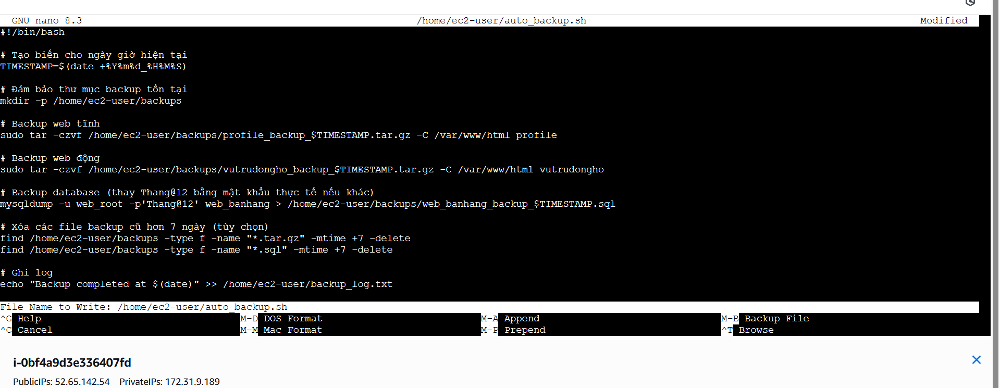 GNU nano 8.3 /home/ec2-user/auto_backup.sh Modified
#!/bin/bash
# Tạo biến cho ngày giờ hiện tại
TIMESTAMP=$(date +%Y%m%d_%H%M%S)
# Đảm bảo thư mục backup tồn tại
mkdir -p /home/ec2-user/backups
# Backup web tĩnh
sudo tar -czvf /home/ec2-user/backups/profile_backup_$TIMESTAMP.tar.gz -C /var/www/html profile
# Backup web động
sudo tar -czvf /home/ec2-user/backups/vutrudongho_backup_$TIMESTAMP.tar.gz -C /var/www/html vutrudongho
# Backup database (thay Thang@12 bằng mật khẩu thực tế nếu khác)
mysqldump -u web_root -p'Thang@12' web_banhang > /home/ec2-user/backups/web_banhang_backup_$TIMESTAMP.sql
# Xóa các file backup cũ hơn 7 ngày (tùy chọn)
find /home/ec2-user/backups -type f -name "*.tar.gz" -mtime +7 -delete
find /home/ec2-user/backups -type f -name "*.sql" -mtime +7 -delete
# Ghi log
echo "Backup completed at $(date)" >> /home/ec2-user/backup_log.txt
File Name to Write: /home/ec2-user/auto_backup.sh
^G Help M-D DOS Format M-A Append M-B Backup File
^C Cancel M-M Mac Format M-P Prepend ^T Browse
i-0bf4a9d3e336407fd
PublicIPs: 52.65.142.54 PrivateIPs: 172.31.9.189